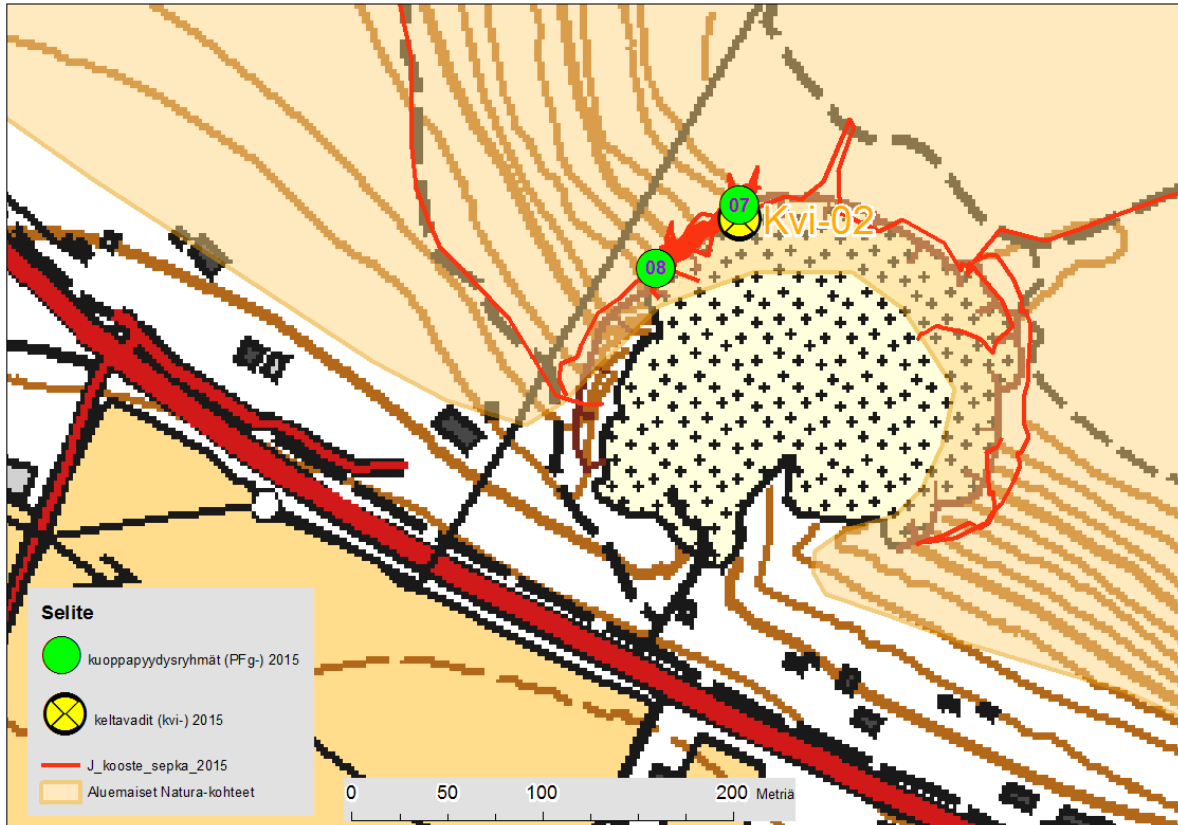 07
Kvi-02
08
Selite
kuoppapyydysryhmät (PFg-) 2015
keltavadit (kvi-) 2015
J_kooste_sepka_2015
Aluemaiset Natura-kohteet
0 50 100 200 Metriä